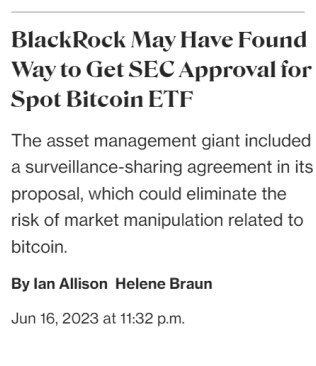 BlackRock May Have Found
Way to Get SEC Approval for
Spot Bitcoin ETF
The asset management giant included
a surveillance-sharing agreement in its
proposal, which could eliminate the
risk of market manipulation related to
bitcoin.
By Ian Allison  Helene Braun
Jun 16, 2023 at 11:32 p.m.